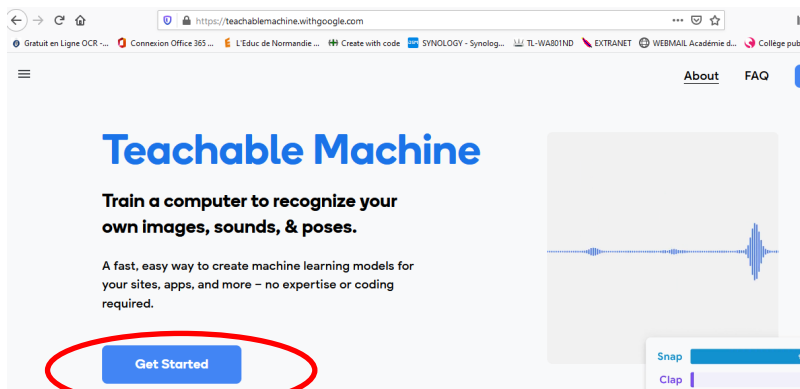 https://teachablemachine.withgoogle.com
Gratuit en Ligne OCR -... Connexion Office 365 ... L'Educ de Normandie ... Create with code SYNOLOGY - Synolog... TL-WA801ND EXTRANET WEBMAIL Académie d... Collège pub
About FAQ
Teachable Machine
Train a computer to recognize your
own images, sounds, & poses.
A fast, easy way to create machine learning models for
your sites, apps, and more – no expertise or coding
required.
Get Started
Snap
Clap